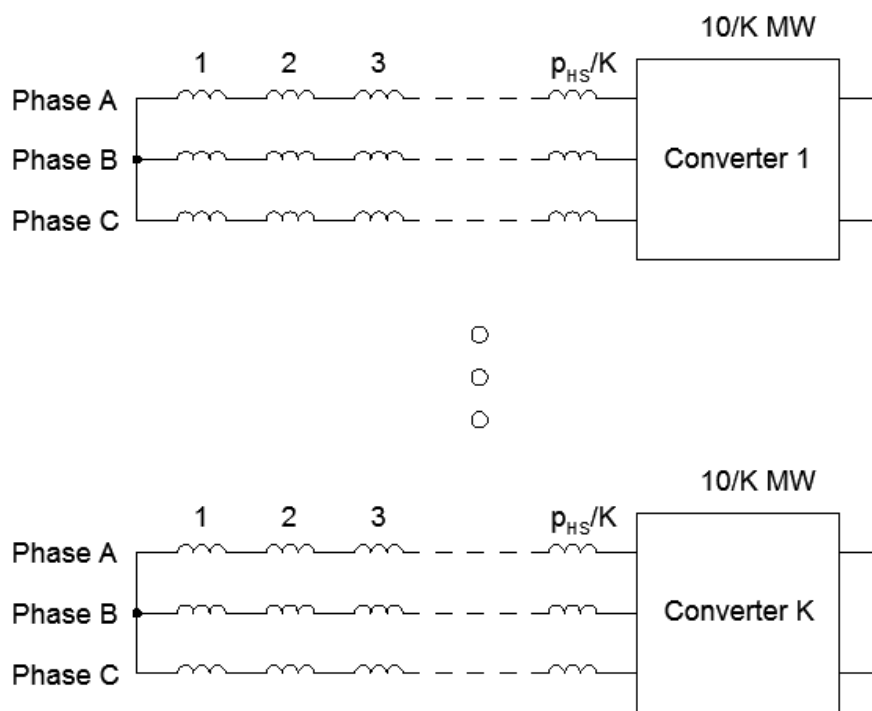 10/K MW
1 2 3 p_HS/K
Phase A
Phase B
Converter 1
Phase C
10/K MW
1 2 3 p_HS/K
Phase A
Phase B
Converter K
Phase C